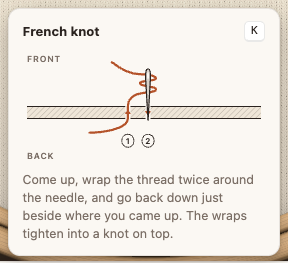 French knot
K
FRONT
1 2
BACK
Come up, wrap the thread twice around
the needle, and go back down just
beside where you came up. The wraps
tighten into a knot on top.